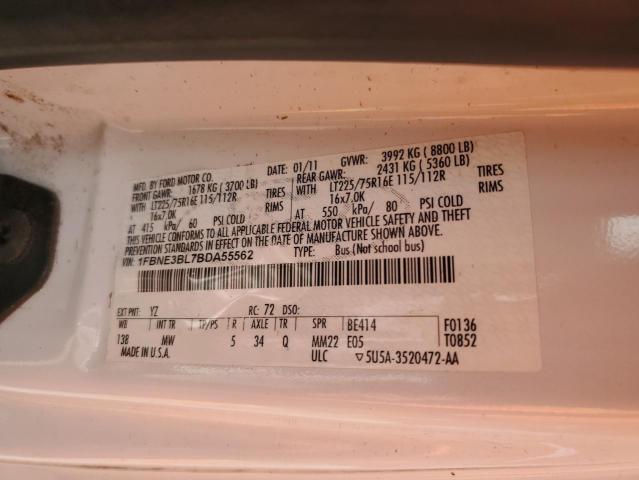 MFD. BY FORD MOTOR CO. 01/11 GVWR: 3992 KG ( 8800 LB)
FRONT GAWR: 1678 KG ( 3700 LB) REAR GAWR: 2431 KG ( 5360 LB)
WITH LT225/75R16E 115/112R TIRES WITH LT225/75R16E 115/112R TIRES
16x7.0K RIMS 16x7.0K RIMS
AT 415 kPa/ 60 PSI COLD AT 550 kPa/ 80 PSI COLD
THIS VEHICLE CONFORMS TO ALL APPLICABLE FEDERAL MOTOR VEHICLE SAFETY AND THEFT
PREVENTION STANDARDS IN EFFECT ON THE DATE OF MANUFACTURE SHOWN ABOVE.
VIN: 1FBNE3BL7BDA55562 TYPE: Bus (Not school bus)
EXT PNT: YZ RC: 72 DSO:
WB INT TR TP/PS R AXLE TR SPR BE414 F0136
138 MW 5 34 Q MM22 E05 T0852
MADE IN U.S.A. ULC 5U5A-3520472-AA